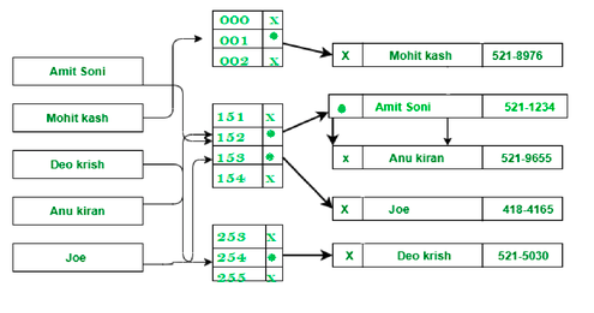 Amit Soni
Mohit kash
Deo krish
Anu kiran
Joe
000 x
001
002 x
151 x
152
153
154 x
253 x
254
255 x
x Mohit kash 521-8976
Amit Soni 521-1234
x Anu kiran 521-9655
x Joe 418-4165
x Deo krish 521-5030